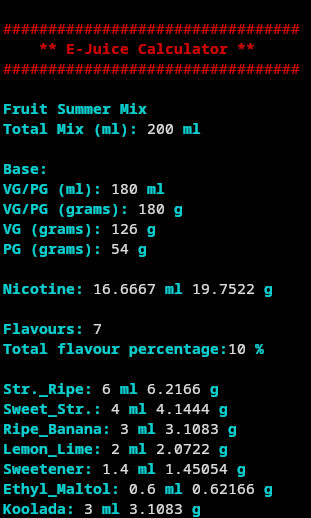 #################################
** E-Juice Calculator **
#################################
Fruit Summer Mix
Total Mix (ml): 200 ml
Base:
VG/PG (ml): 180 ml
VG/PG (grams): 180 g
VG (grams): 126 g
PG (grams): 54 g
Nicotine: 16.6667 ml 19.7522 g
Flavours: 7
Total flavour percentage:10 %
Str._Ripe: 6 ml 6.2166 g
Sweet_Str.: 4 ml 4.1444 g
Ripe_Banana: 3 ml 3.1083 g
Lemon_Lime: 2 ml 2.0722 g
Sweetener: 1.4 ml 1.45054 g
Ethyl_Maltol: 0.6 ml 0.62166 g
Koolada: 3 ml 3.1083 g